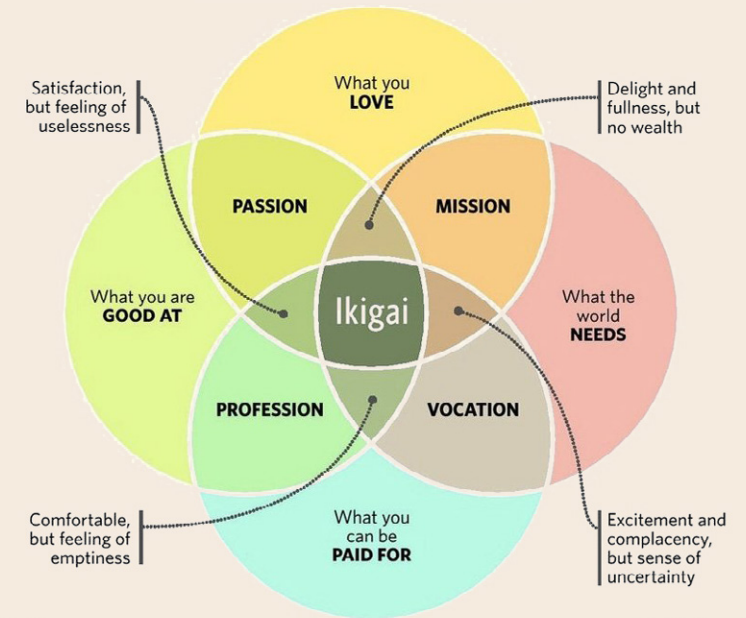 What you
LOVE
Satisfaction,
but feeling of
uselessness
Delight and
fullness, but
no wealth
PASSION
MISSION
What you are
GOOD AT
Ikigai
What the
world
NEEDS
PROFESSION
VOCATION
Comfortable,
but feeling of
emptiness
What you
can be
PAID FOR
Excitement and
complacency,
but sense of
uncertainty